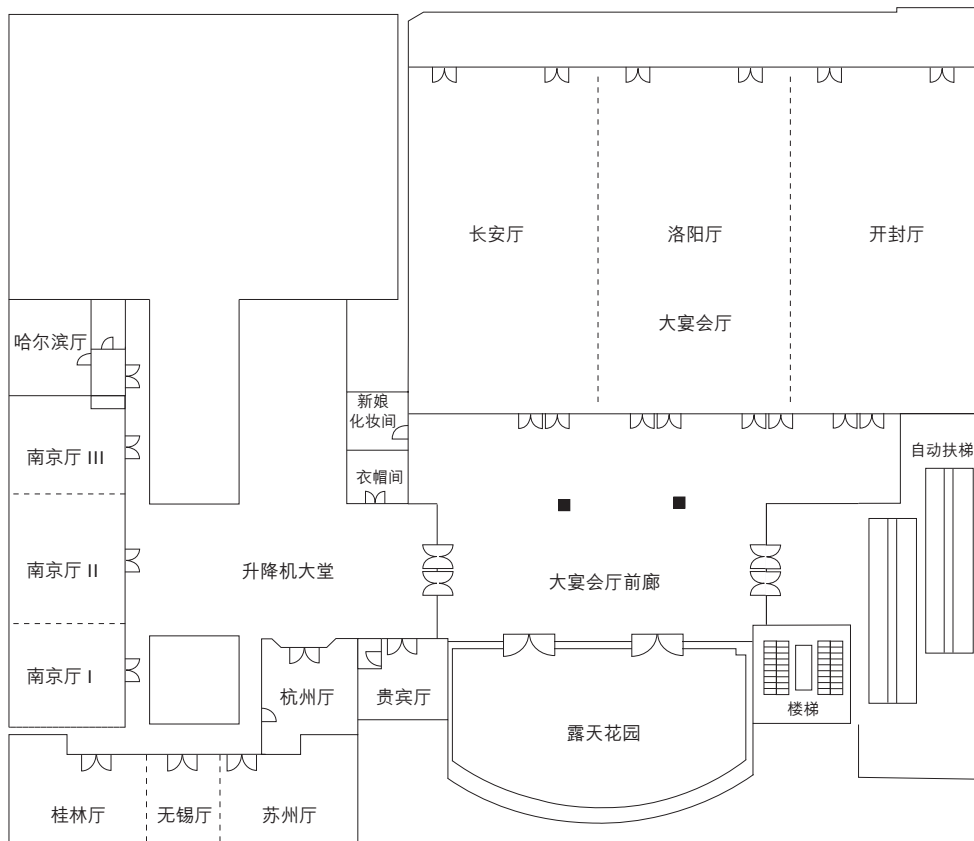 长安厅
洛阳厅
开封厅
大宴会厅
哈尔滨厅
新娘
化妆间
南京厅 III
衣帽间
自动扶梯
南京厅 II
升降机大堂
大宴会厅前廊
南京厅 I
杭州厅
贵宾厅
楼梯
露天花园
桂林厅
无锡厅
苏州厅